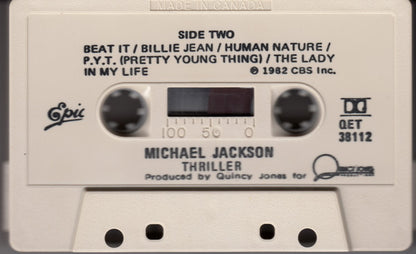 MADE IN CANADA
SIDE TWO
BEAT IT / BILLIE JEAN / HUMAN NATURE /
P.Y.T. (PRETTY YOUNG THING) / THE LADY
IN MY LIFE ℗ 1982 CBS Inc.
Epic
100 50 0
QET
38112
MICHAEL JACKSON
THRILLER
Produced by Quincy Jones for